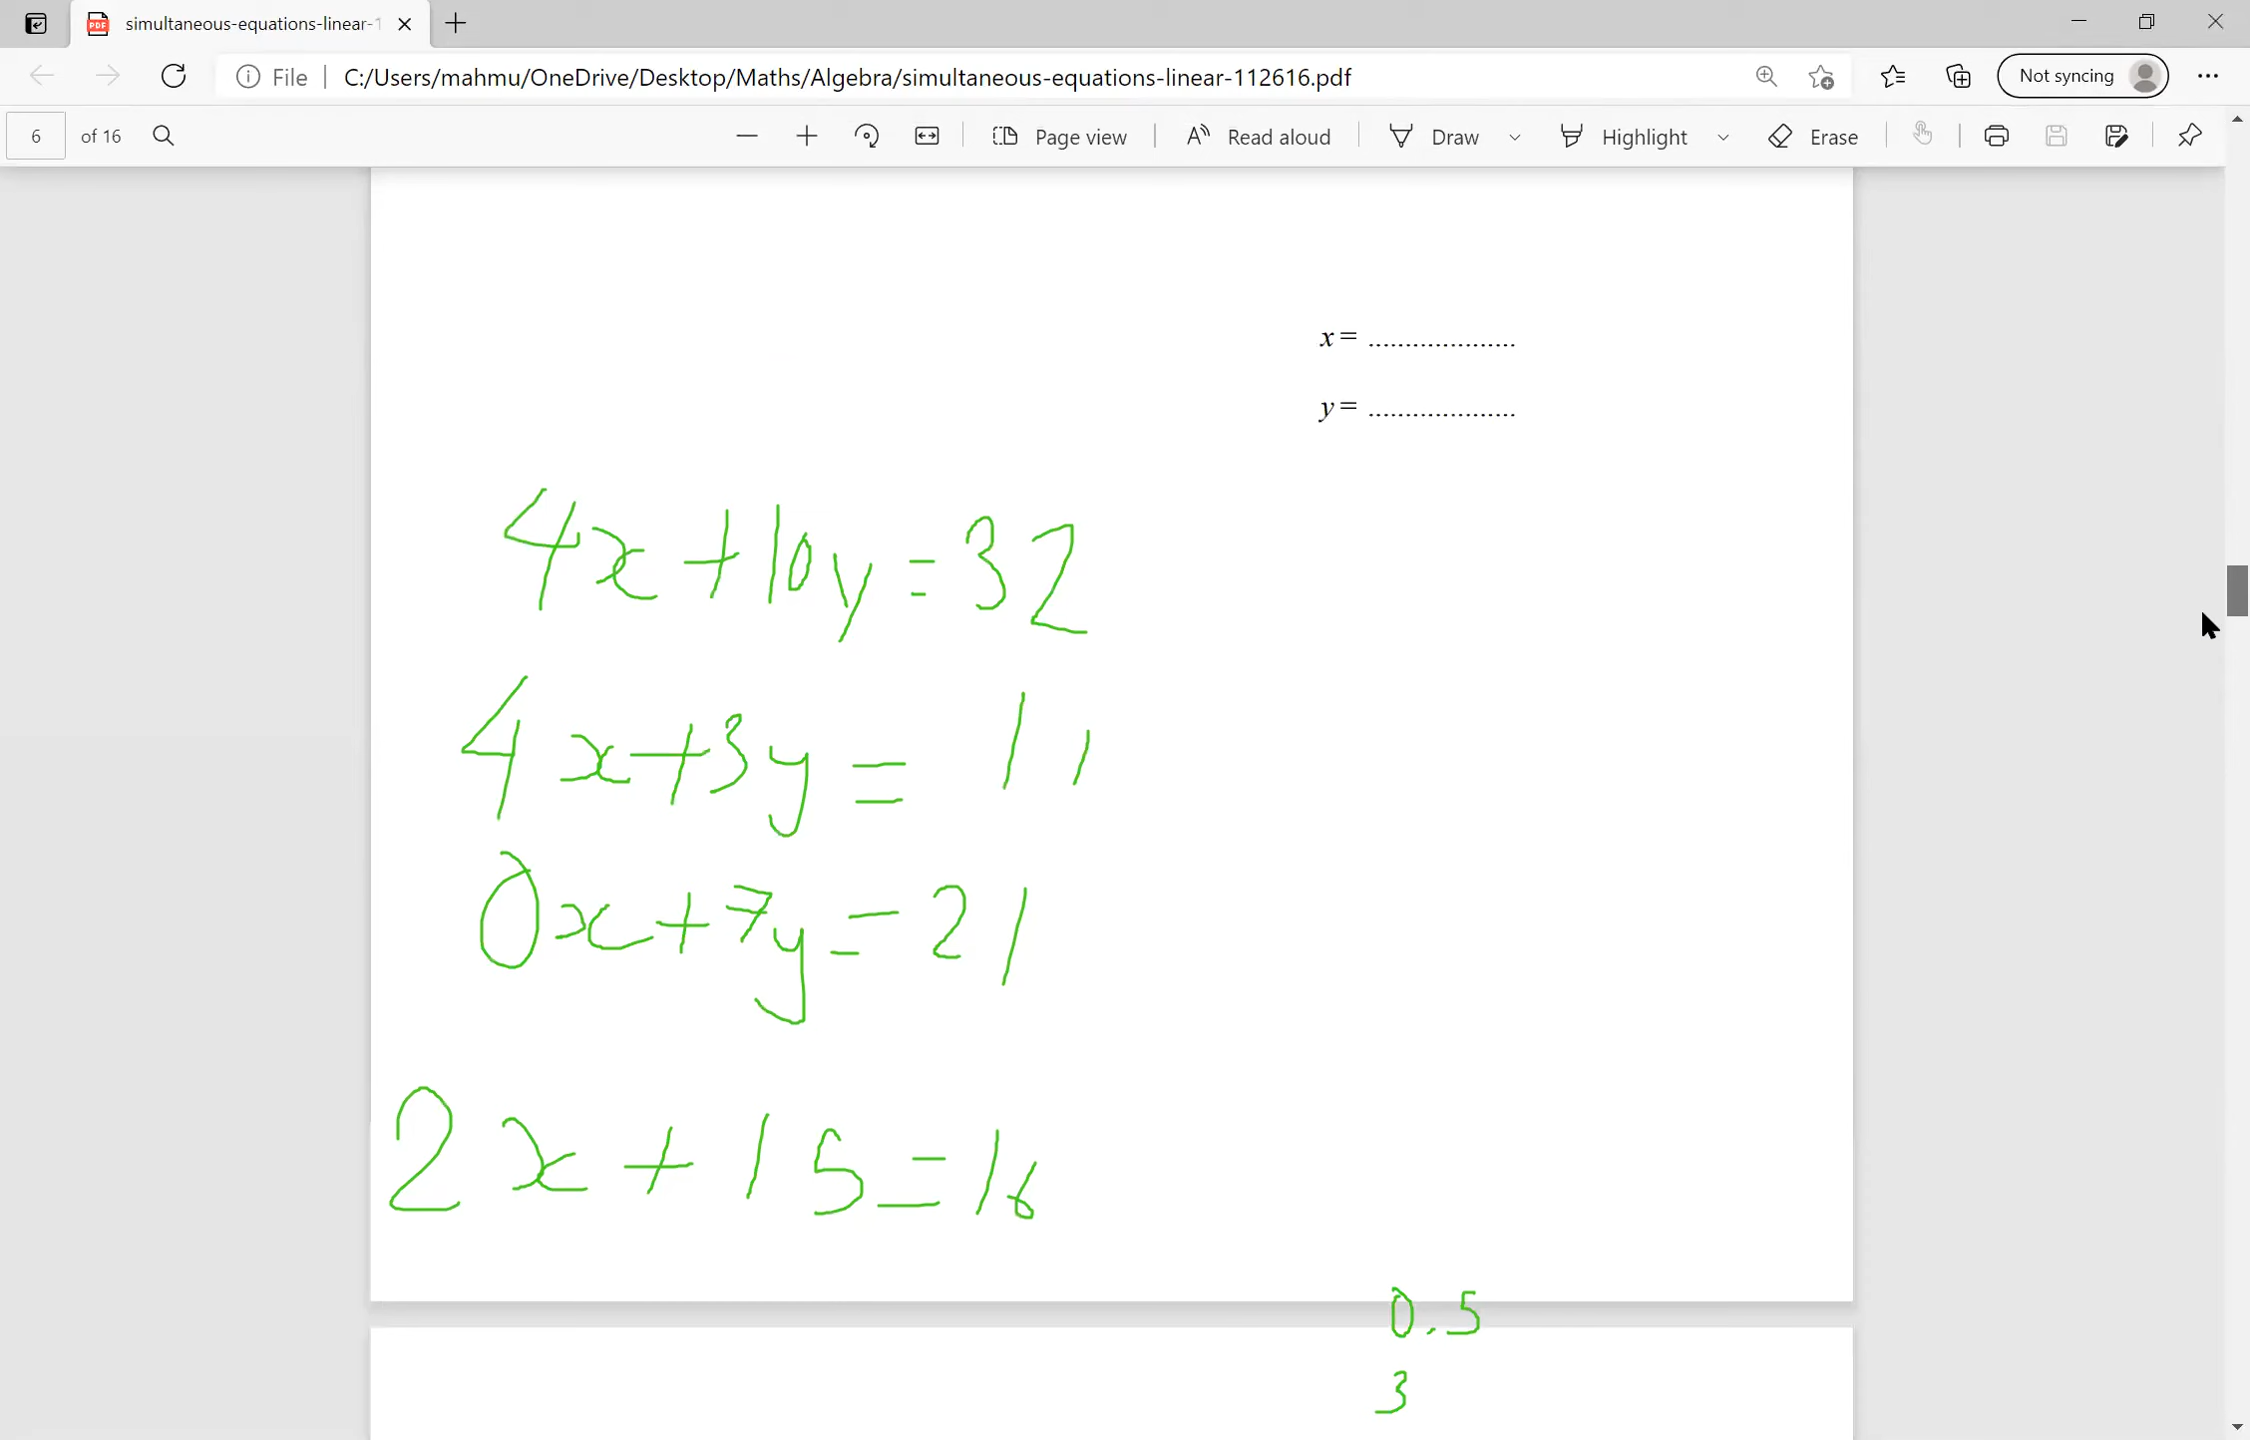 simultaneous-equations-linear-1
File | C:/Users/mahmu/OneDrive/Desktop/Maths/Algebra/simultaneous-equations-linear-112616.pdf
Not syncing
6 of 16
Page view
Read aloud
Draw
Highlight
Erase
x = ....................
y = ....................
4x+10y=32
4x+3y= 11
0x+7y=21
2x+15=16
0.5
3